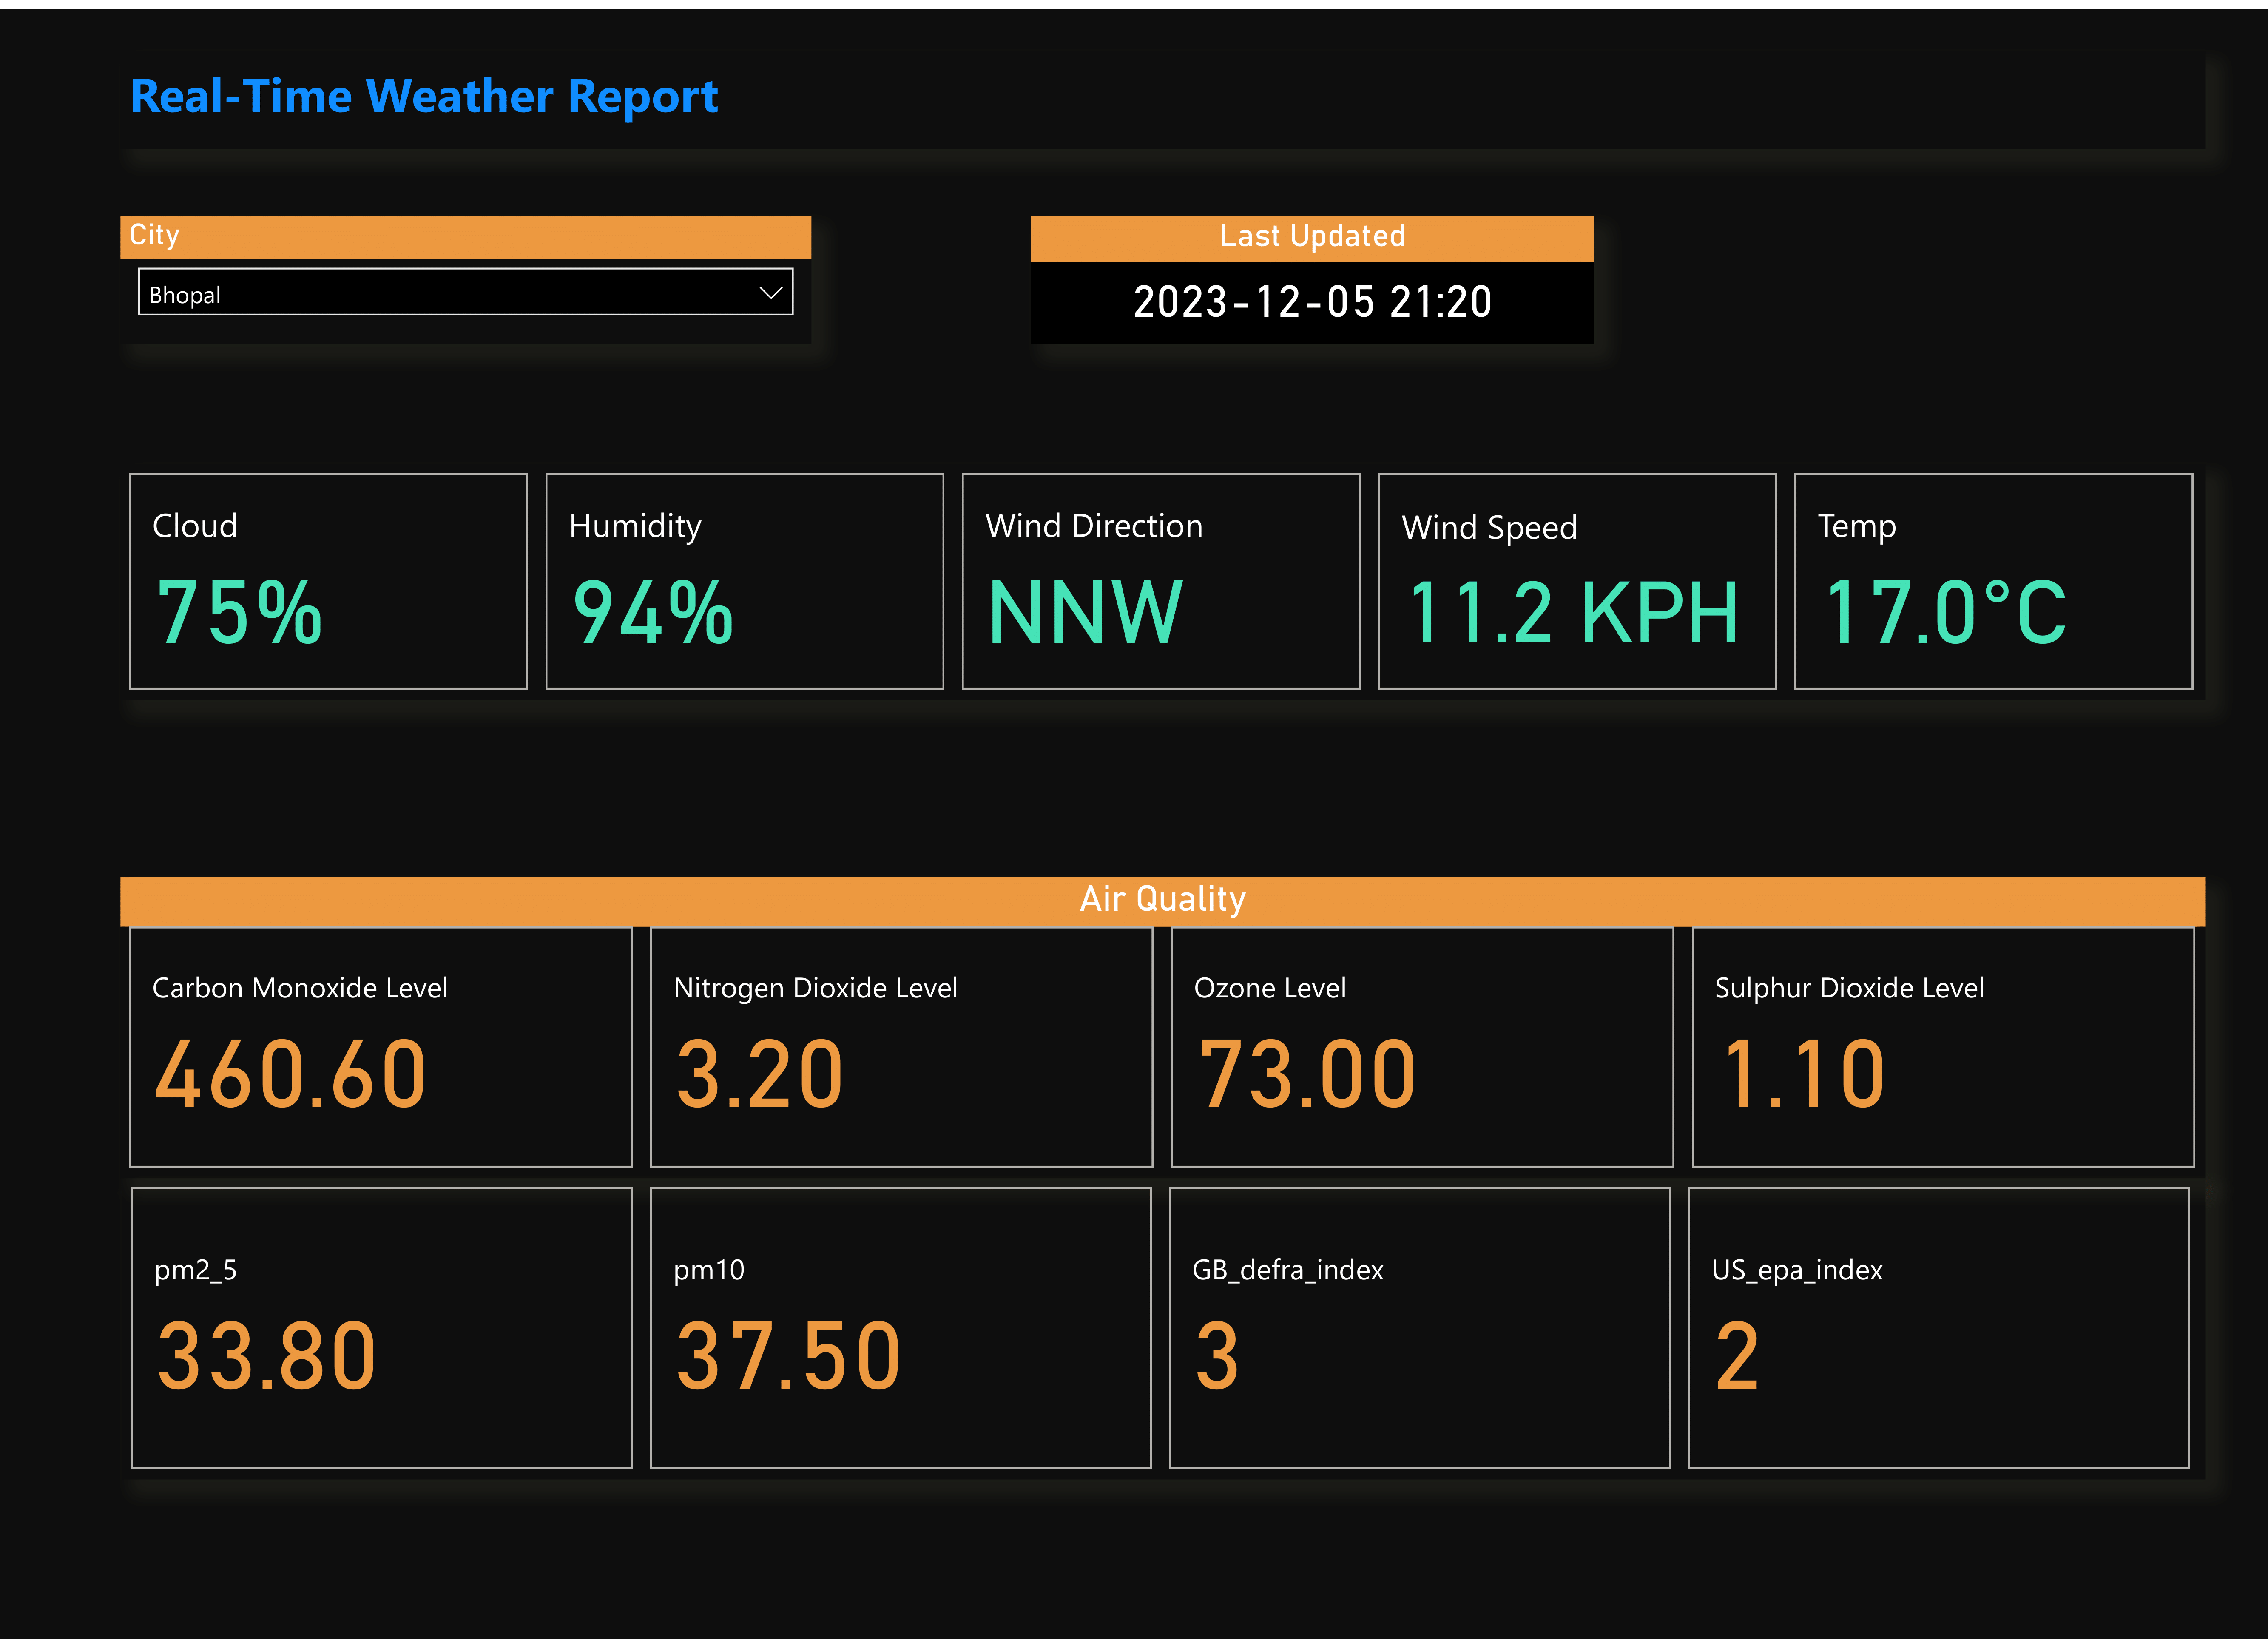 Real-Time Weather Report
City
Last Updated
Bhopal
2023-12-05 21:20
Cloud
Humidity
Wind Direction
Wind Speed
Temp
75%
94%
NNW
11.2 KPH
17.0°C
Air Quality
Carbon Monoxide Level
Nitrogen Dioxide Level
Ozone Level
Sulphur Dioxide Level
460.60
3.20
73.00
1.10
pm2_5
pm10
GB_defra_index
US_epa_index
33.80
37.50
3
2